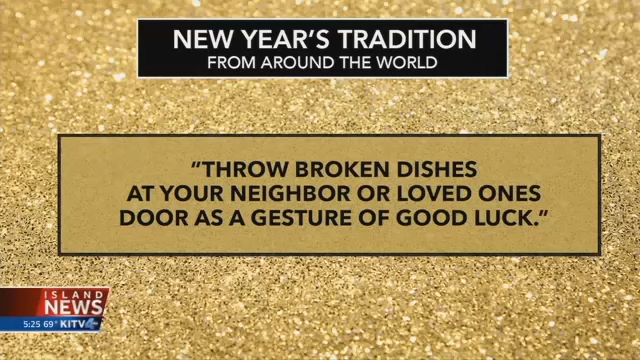 NEW YEAR'S TRADITION
FROM AROUND THE WORLD
"THROW BROKEN DISHES
AT YOUR NEIGHBOR OR LOVED ONES
DOOR AS A GESTURE OF GOOD LUCK."
ISLAND
NEWS
5:25 69° KITV4